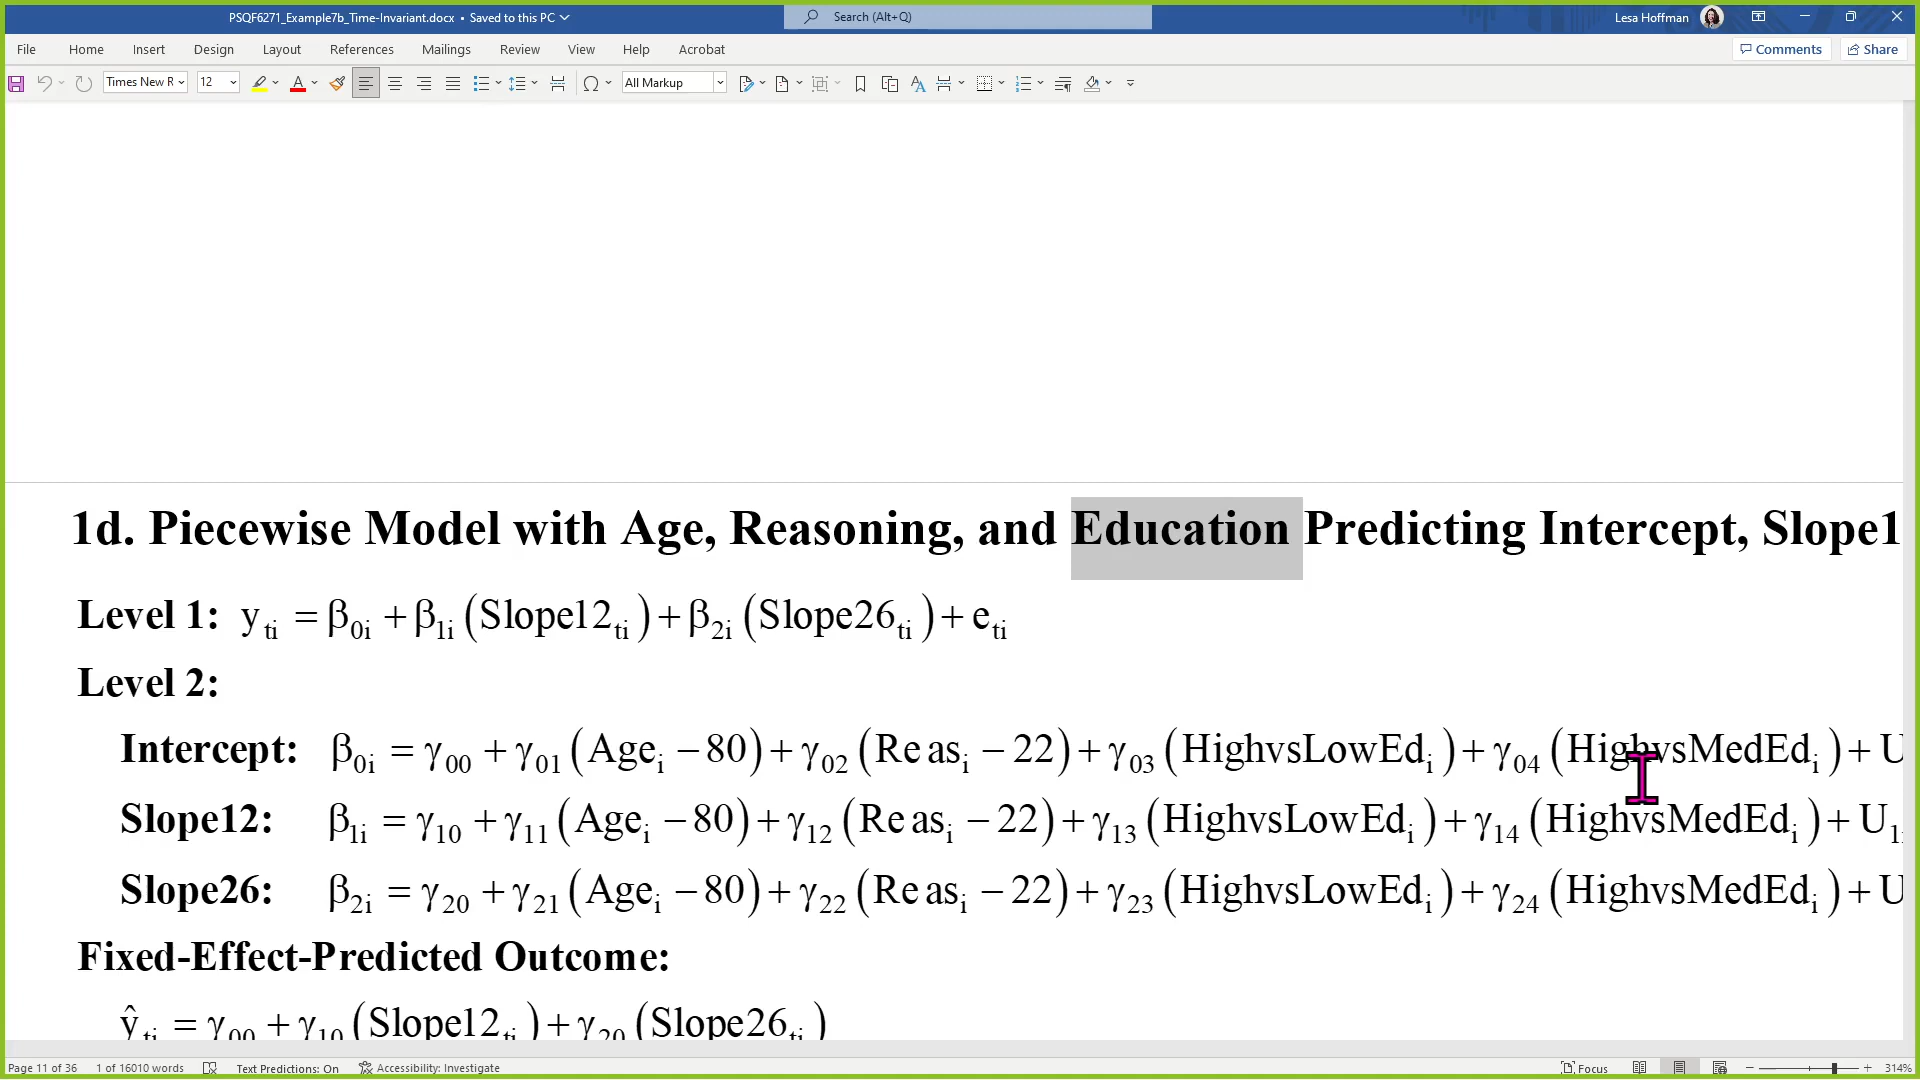 PSQF6271_Example7b_Time-Invariant.docx • Saved to this PC
Search (Alt+Q)
Lesa Hoffman
File Home Insert Design Layout References Mailings Review View Help Acrobat
Comments Share
Times New R 12 All Markup
1d. Piecewise Model with Age, Reasoning, and Education Predicting Intercept, Slope1
Level 1: y_ti = β_0i + β_1i (Slope12_ti) + β_2i (Slope26_ti) + e_ti
Level 2:
Intercept: β_0i = γ_00 + γ_01 (Age_i − 80) + γ_02 (Reas_i − 22) + γ_03 (HighvsLowEd_i) + γ_04 (HighvsMedEd_i) + U
Slope12: β_1i = γ_10 + γ_11 (Age_i − 80) + γ_12 (Reas_i − 22) + γ_13 (HighvsLowEd_i) + γ_14 (HighvsMedEd_i) + U_1
Slope26: β_2i = γ_20 + γ_21 (Age_i − 80) + γ_22 (Reas_i − 22) + γ_23 (HighvsLowEd_i) + γ_24 (HighvsMedEd_i) + U
Fixed-Effect-Predicted Outcome:
ŷ_ti = γ_00 + γ_10 (Slope12_ti) + γ_20 (Slope26_ti)
Page 11 of 36 1 of 16010 words Text Predictions: On Accessibility: Investigate Focus 314%